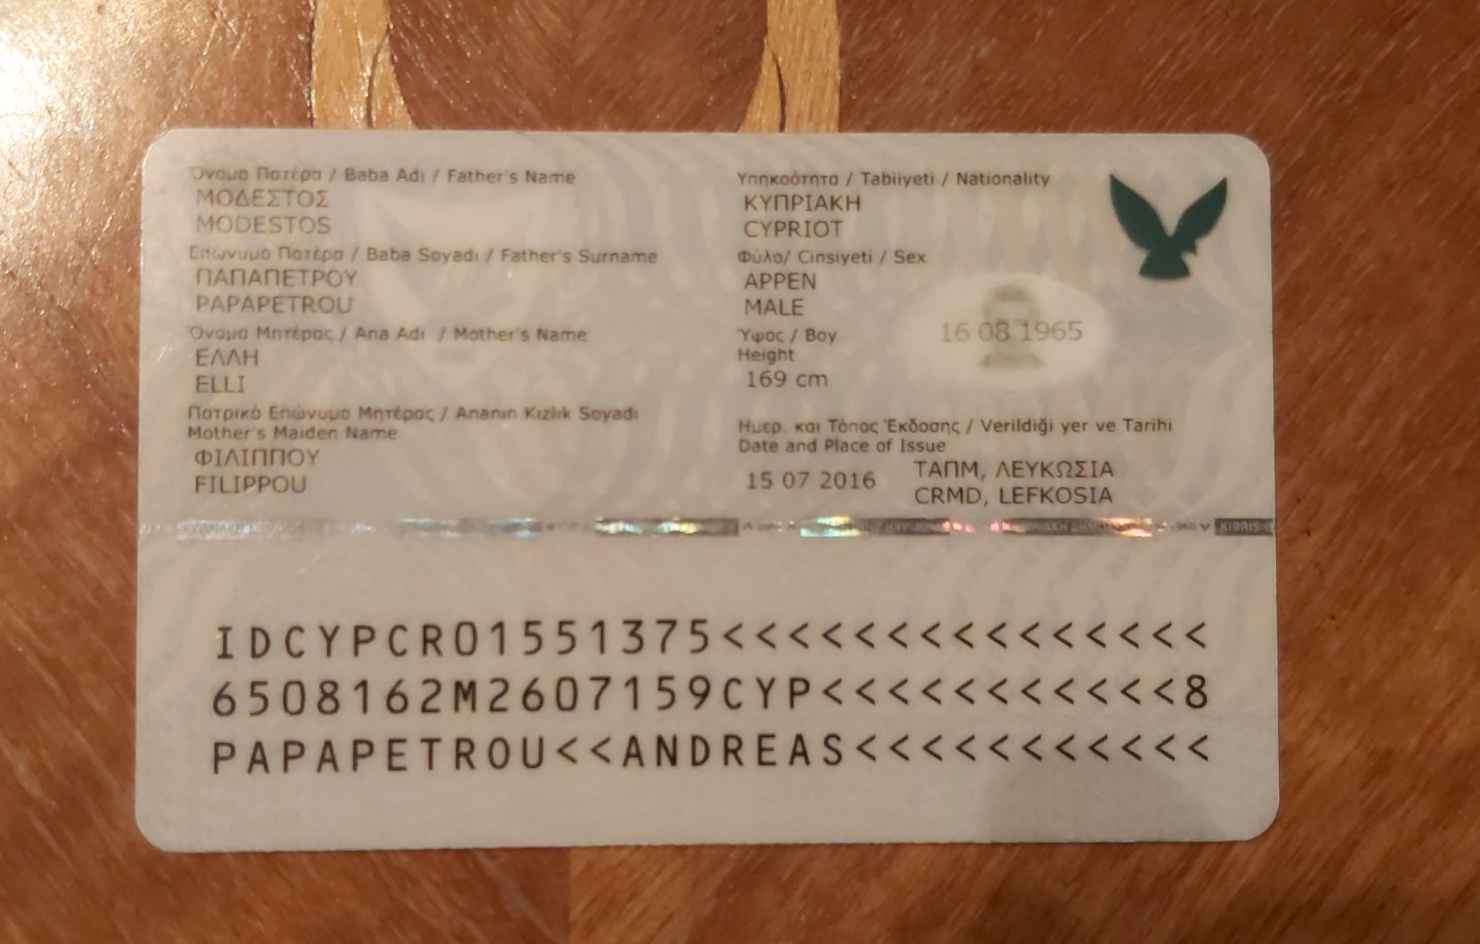 Όνομα Πατέρα / Baba Adı / Father's Name
ΜΟΔΕΣΤΟΣ
MODESTOS
Επώνυμο Πατέρα / Baba Soyadı / Father's Surname
ΠΑΠΑΠΕΤΡΟΥ
PAPAPETROU
Όνομα Μητέρας / Ana Adı / Mother's Name
ΕΛΛΗ
ELLI
Πατρικό Επώνυμο Μητέρας / Ananın Kızlık Soyadı
Mother's Maiden Name
ΦΙΛΙΠΠΟΥ
FILIPPOU
Υπηκοότητα / Tabiiyeti / Nationality
ΚΥΠΡΙΑΚΗ
CYPRIOT
Φύλο/ Cinsiyeti / Sex
ΑΡΡΕΝ
MALE
Ύψος / Boy
Height
169 cm
16 08 1965
Ημερ. και Τόπος Έκδοσης / Verildiği yer ve Tarihi
Date and Place of Issue
15 07 2016
ΤΑΠΜ, ΛΕΥΚΩΣΙΑ
CRMD, LEFKOSIA
KIBRIS
IDCYPCR01551375<<<<<<<<<<<<<<<
6508162M2607159CYP<<<<<<<<<<<8
PAPAPETROU<<ANDREAS<<<<<<<<<<<